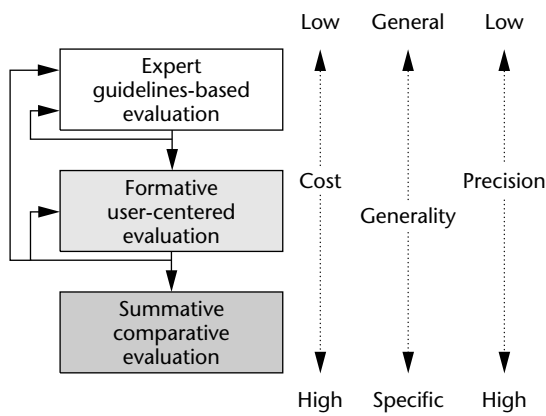 Low General Low
Expert
guidelines-based
evaluation
Formative
user-centered
evaluation
Cost
Precision
Generality
Summative
comparative
evaluation
High Specific High